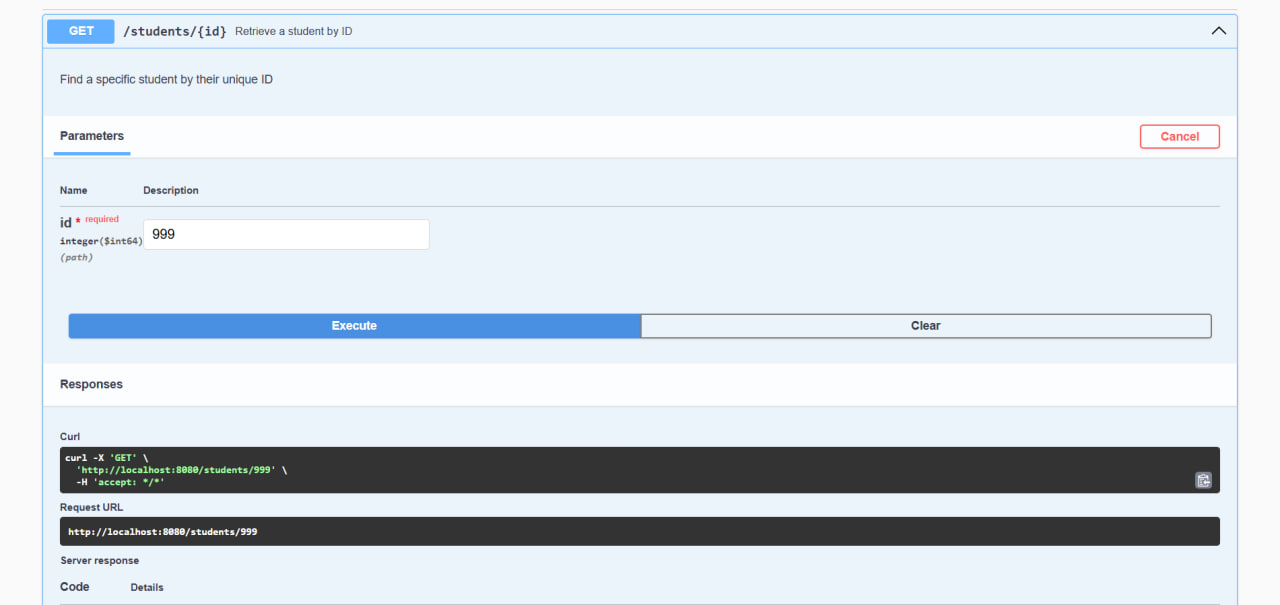 GET /students/{id} Retrieve a student by ID
Find a specific student by their unique ID
Parameters
Cancel
Name Description
id * required
999
integer($int64)
(path)
Execute Clear
Responses
Curl
curl -X 'GET' \
'http://localhost:8080/students/999' \
-H 'accept: */*'
Request URL
http://localhost:8080/students/999
Server response
Code Details